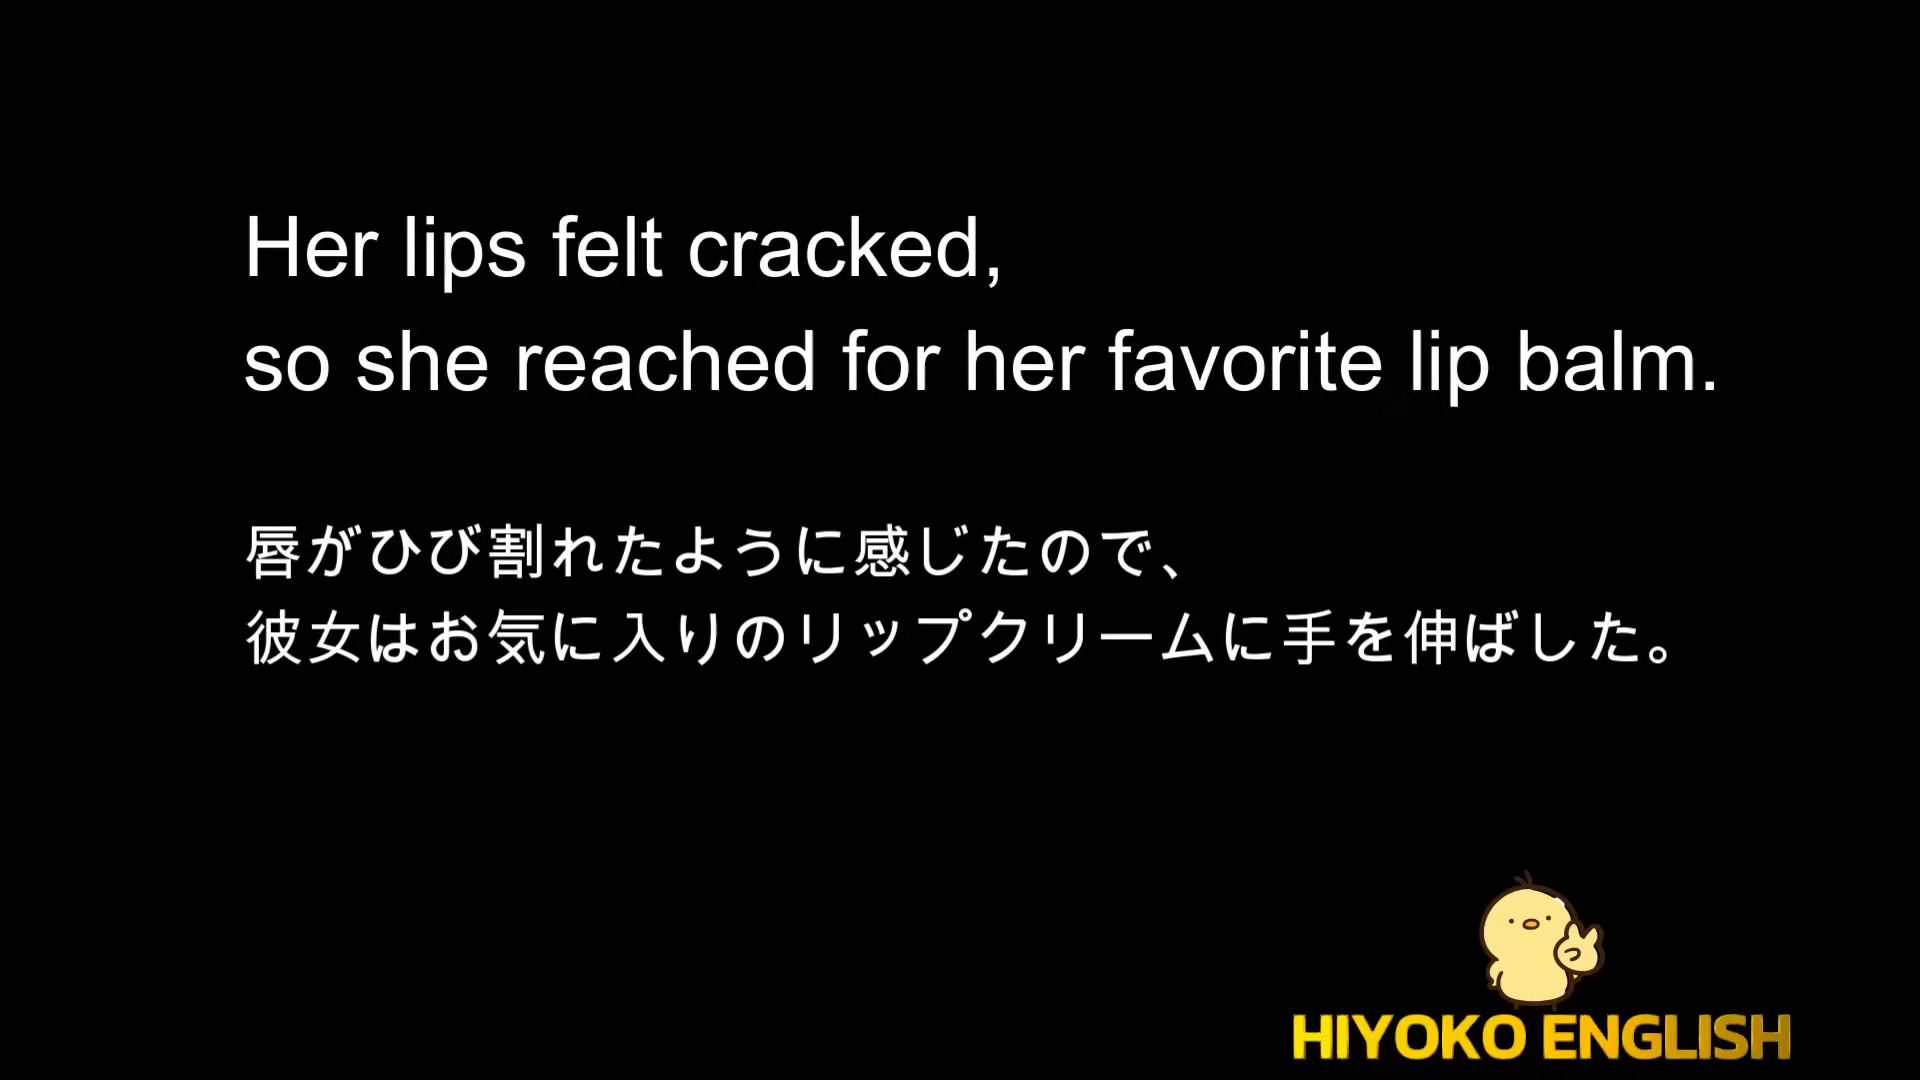 Her lips felt cracked,
so she reached for her favorite lip balm.
唇がひび割れたように感じたので、
彼女はお気に入りのリップクリームに手を伸ばした。
HIYOKO ENGLISH